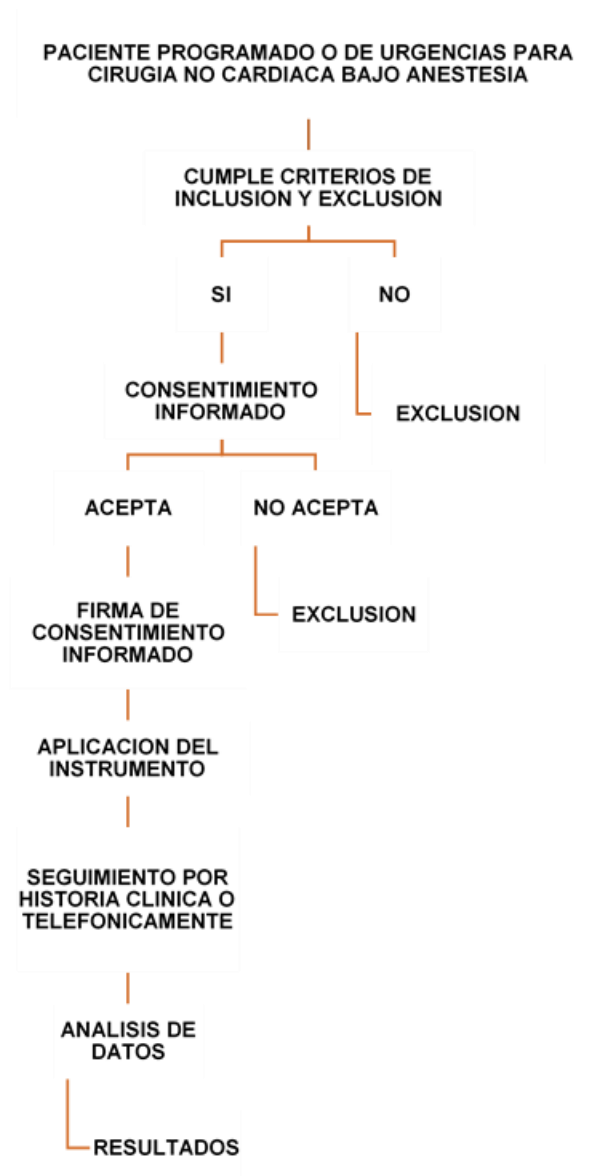 PACIENTE PROGRAMADO O DE URGENCIAS PARA
CIRUGIA NO CARDIACA BAJO ANESTESIA
CUMPLE CRITERIOS DE
INCLUSION Y EXCLUSION
SI
NO
CONSENTIMIENTO
INFORMADO
EXCLUSION
ACEPTA
NO ACEPTA
FIRMA DE
CONSENTIMIENTO
INFORMADO
EXCLUSION
APLICACION DEL
INSTRUMENTO
SEGUIMIENTO POR
HISTORIA CLINICA O
TELEFONICAMENTE
ANALISIS DE
DATOS
RESULTADOS